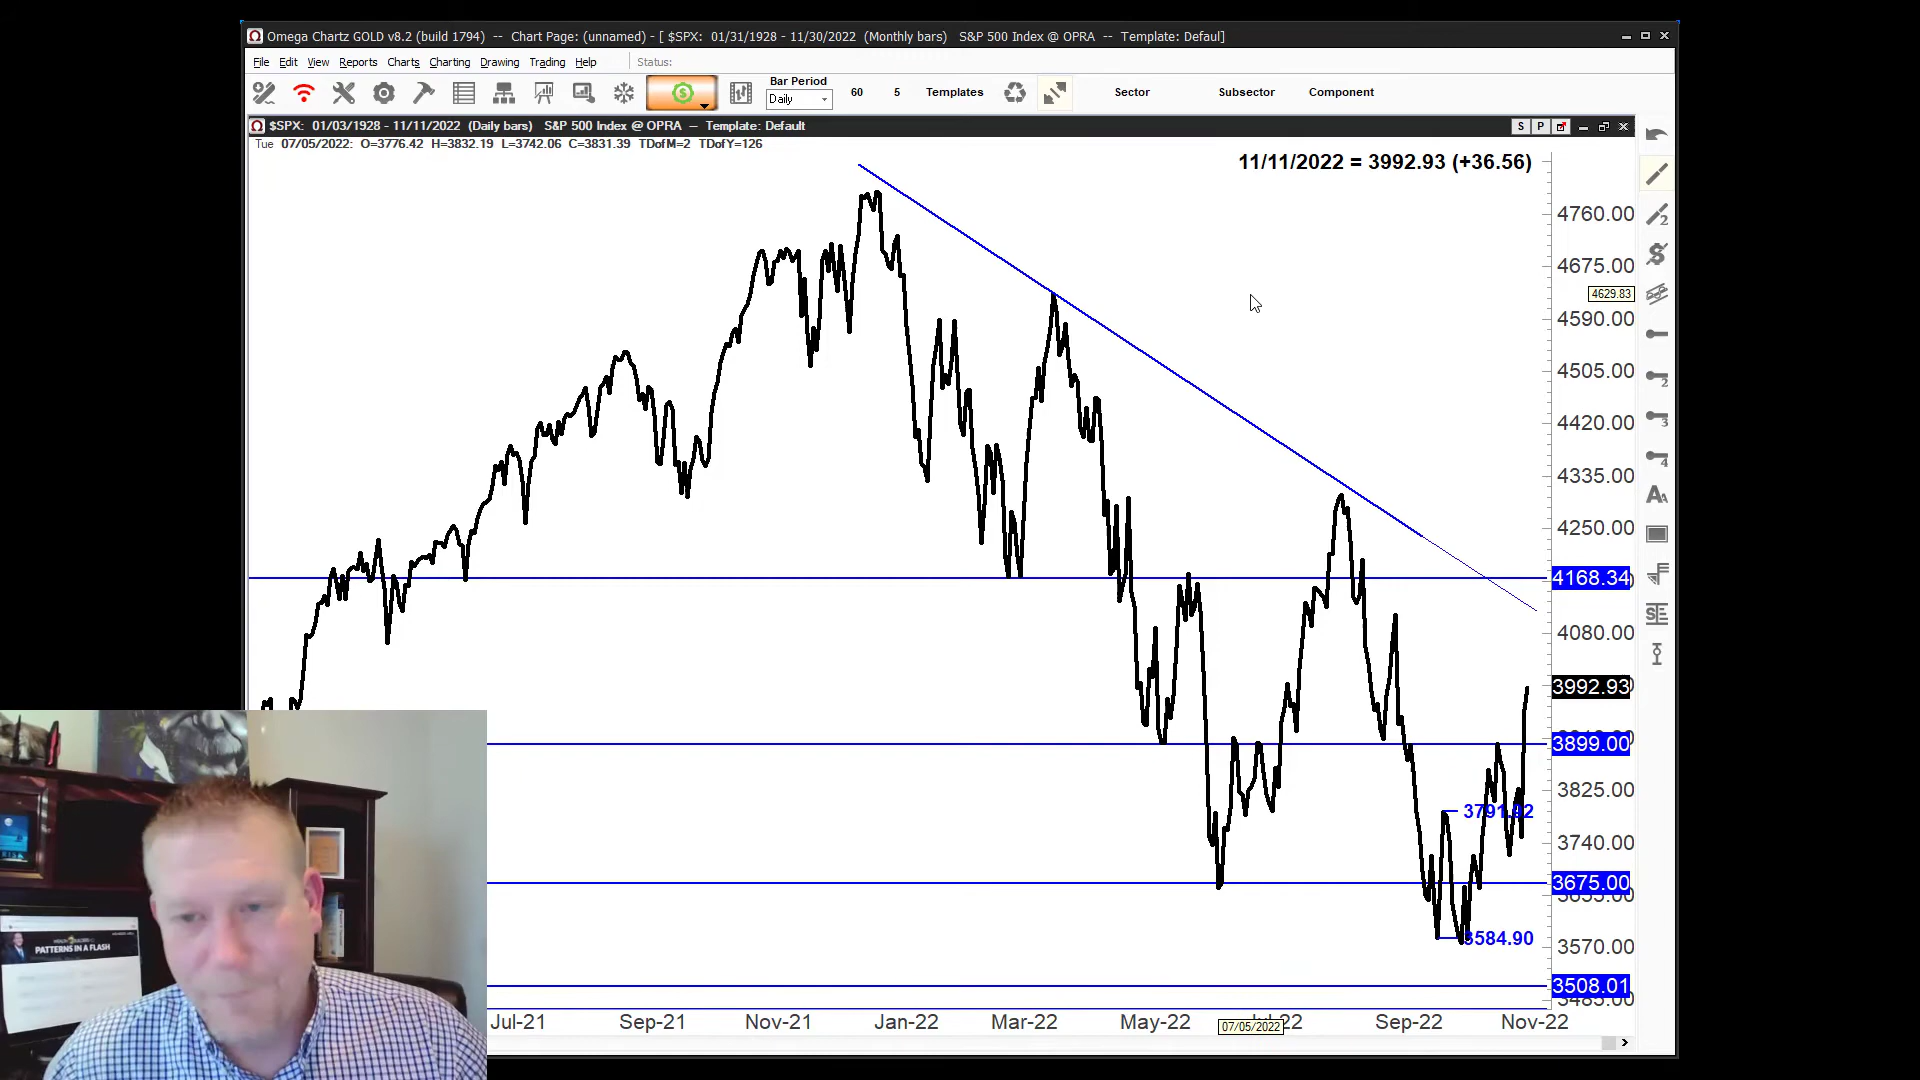 Omega Chartz GOLD v8.2 (build 1794) -- Chart Page: (unnamed) - [ $SPX: 01/31/1928 - 11/30/2022 (Monthly bars) S&P 500 Index @ OPRA -- Template: Defaul]
File Edit View Reports Charts Charting Drawing Trading Help Status:
Bar Period
Daily 60 5 Templates Sector Subsector Component
$SPX: 01/03/1928 - 11/11/2022 (Daily bars) S&P 500 Index @ OPRA -- Template: Default S P
Tue 07/05/2022: O=3776.42 H=3832.19 L=3742.06 C=3831.39 TDofM=2 TDofY=126
11/11/2022 = 3992.93 (+36.56)
4760.00
4675.00
4629.83
4590.00
4505.00
4420.00
4335.00
4250.00
4168.34
4080.00
3992.93
3899.00
3825.00
3791.92
3740.00
3675.00
3584.90
3570.00
3508.01
Jul-21 Sep-21 Nov-21 Jan-22 Mar-22 May-22 07/05/2022 Sep-22 Nov-22
PATTERNS IN A FLASH